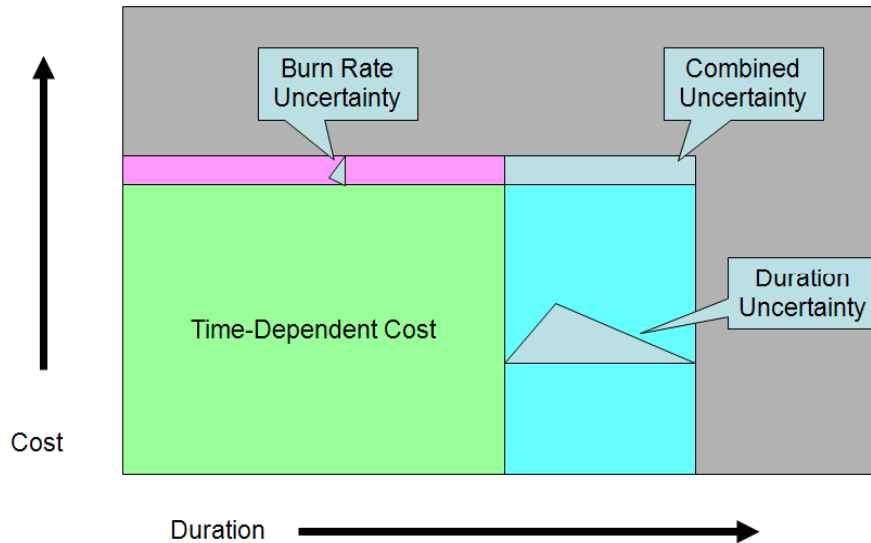 Burn Rate
Uncertainty
Combined
Uncertainty
Duration
Uncertainty
Time-Dependent Cost
Cost
Duration